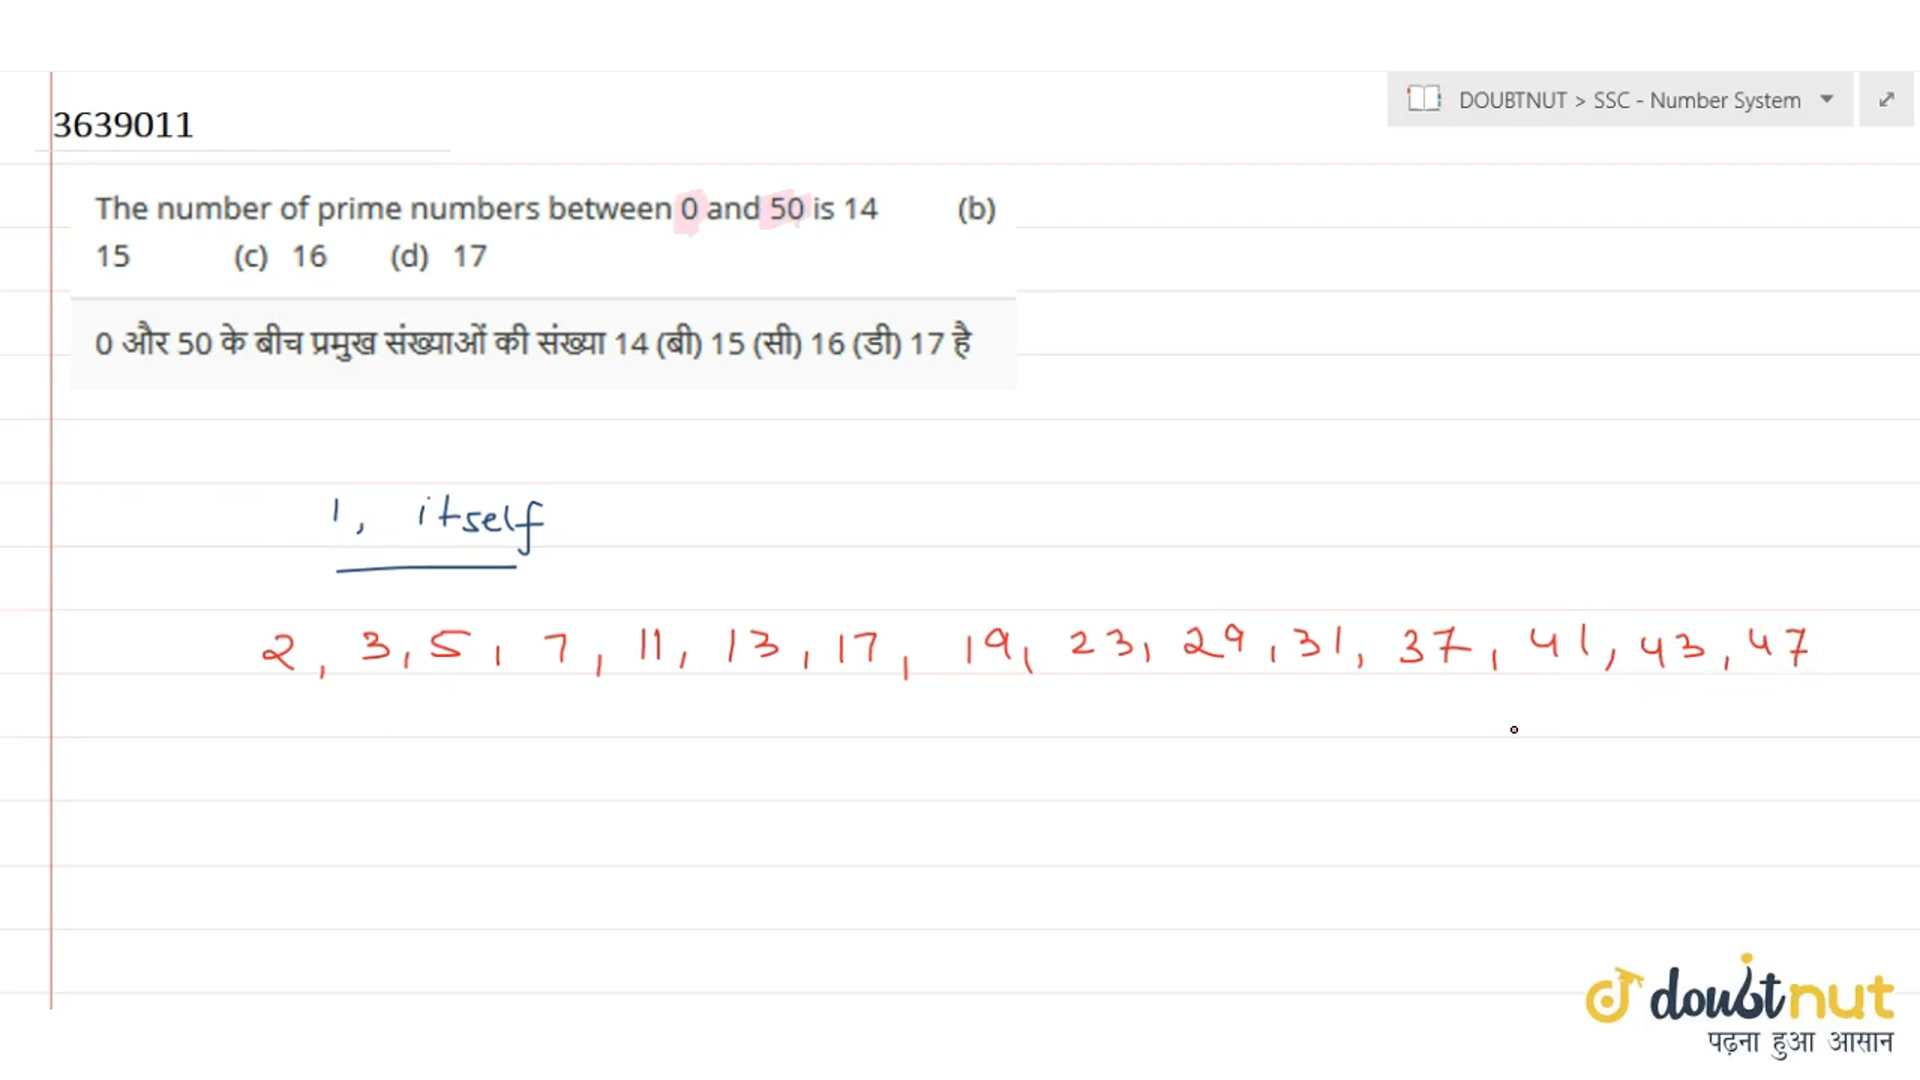 DOUBTNUT > SSC - Number System
3639011
The number of prime numbers between 0 and 50 is 14 (b)
15 (c) 16 (d) 17
0 और 50 के बीच प्रमुख संख्याओं की संख्या 14 (बी) 15 (सी) 16 (डी) 17 है
1, itself
2, 3, 5, 7, 11, 13, 17, 19, 23, 29, 31, 37, 41, 43, 47
doubtnut
पढ़ना हुआ आसान